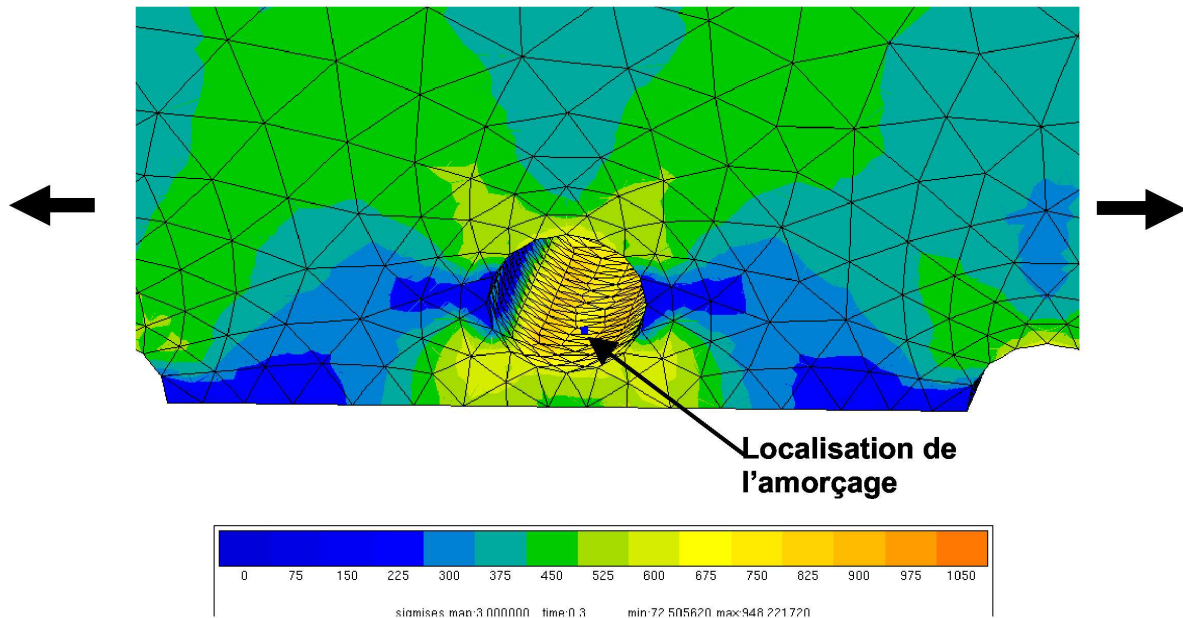 Localisation de
l'amorçage
0 75 150 225 300 375 450 525 600 675 750 825 900 975 1050
sigmises map:3.000000 time:0.3 min:72.505620 max:948.221720